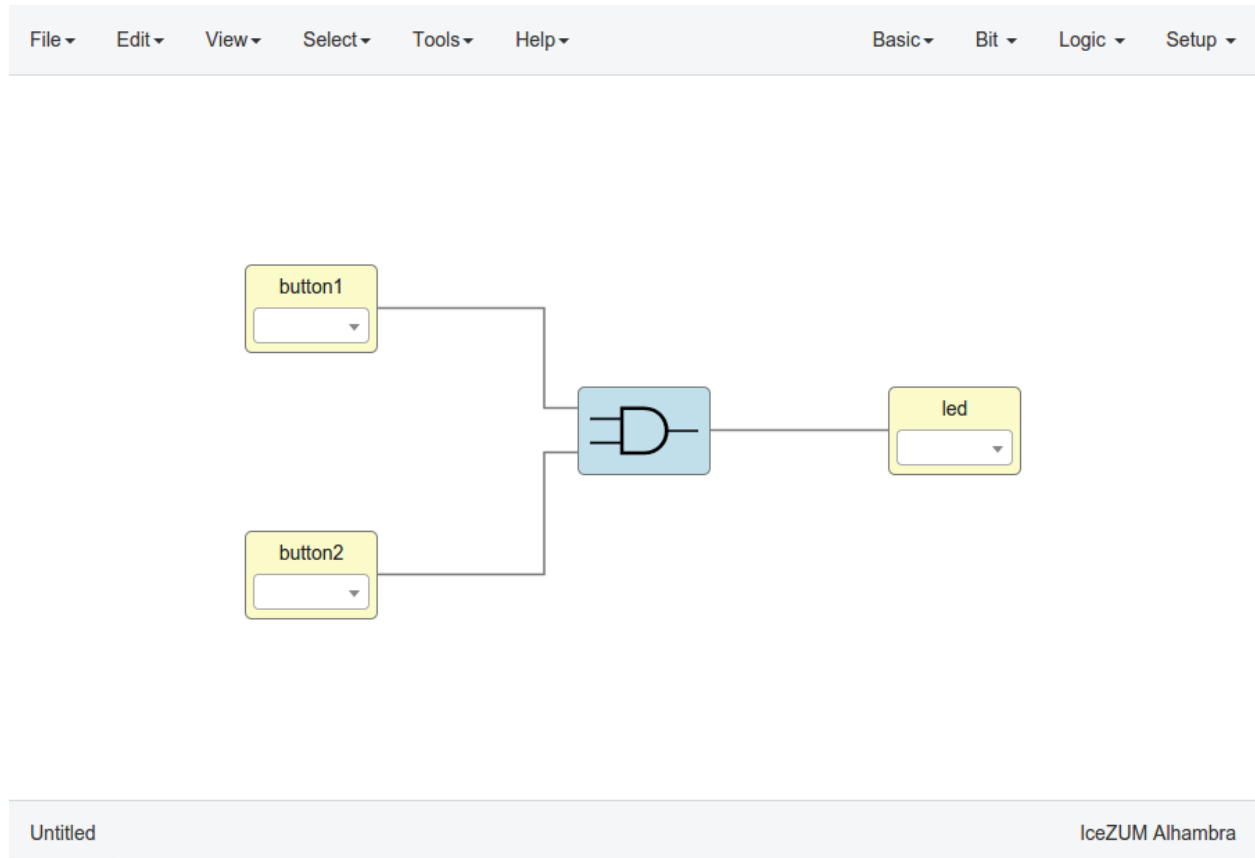 File Edit View Select Tools Help Basic Bit Logic Setup
button1
led
button2
Untitled IceZUM Alhambra